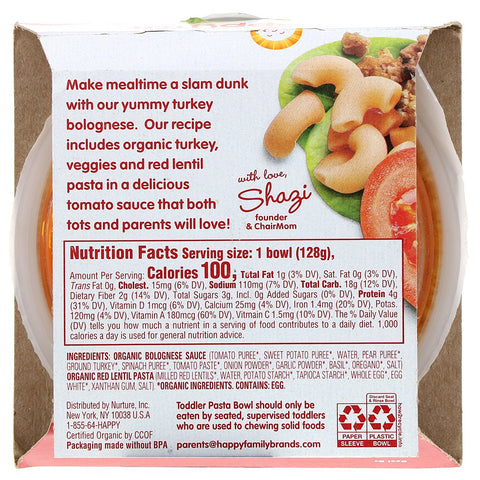 Make mealtime a slam dunk
with our yummy turkey
bolognese. Our recipe
includes organic turkey,
veggies and red lentil
pasta in a delicious
tomato sauce that both
tots and parents will love!
with love,
Shazi
founder
& ChairMom
Nutrition Facts Serving size: 1 bowl (128g),
Amount Per Serving: Calories 100, Total Fat 1g (3% DV), Sat. Fat 0g (3% DV),
Trans Fat 0g, Cholest. 15mg (6% DV), Sodium 110mg (7% DV), Total Carb. 18g (12% DV),
Dietary Fiber 2g (14% DV), Total Sugars 3g, Incl. 0g Added Sugars (0% DV), Protein 4g
(31% DV), Vitamin D 1mcg (6% DV), Calcium 25mg (4% DV), Iron 1.4mg (20% DV), Potas.
120mg (4% DV), Vitamin A 180mcg (60% DV), Vitamin C 1.5mg (10% DV). The % Daily Value
(DV) tells you how much a nutrient in a serving of food contributes to a daily diet. 1,000
calories a day is used for general nutrition advice.
INGREDIENTS: ORGANIC BOLOGNESE SAUCE (TOMATO PUREE*, SWEET POTATO PUREE*, WATER, PEAR PUREE*,
GROUND TURKEY*, SPINACH PUREE*, TOMATO PASTE*, ONION POWDER*, GARLIC POWDER*, BASIL*, OREGANO*, SALT)
ORGANIC RED LENTIL PASTA (MILLED RED LENTILS*, WATER, POTATO STARCH*, TAPIOCA STARCH*, WHOLE EGG*, EGG
WHITE*, XANTHAN GUM, SALT) *ORGANIC INGREDIENTS. CONTAINS: EGG.
Distributed by Nurture, Inc.
New York, NY 10038 U.S.A
1-855-64-HAPPY
Certified Organic by CCOF
Packaging made without BPA
Toddler Pasta Bowl should only be
eaten by seated, supervised toddlers
who are used to chewing solid foods
parents@happyfamilybrands.com
Discard Seal
& Rinse Bowl
PAPER
SLEEVE
PLASTIC
BOWL
how2recycle.info